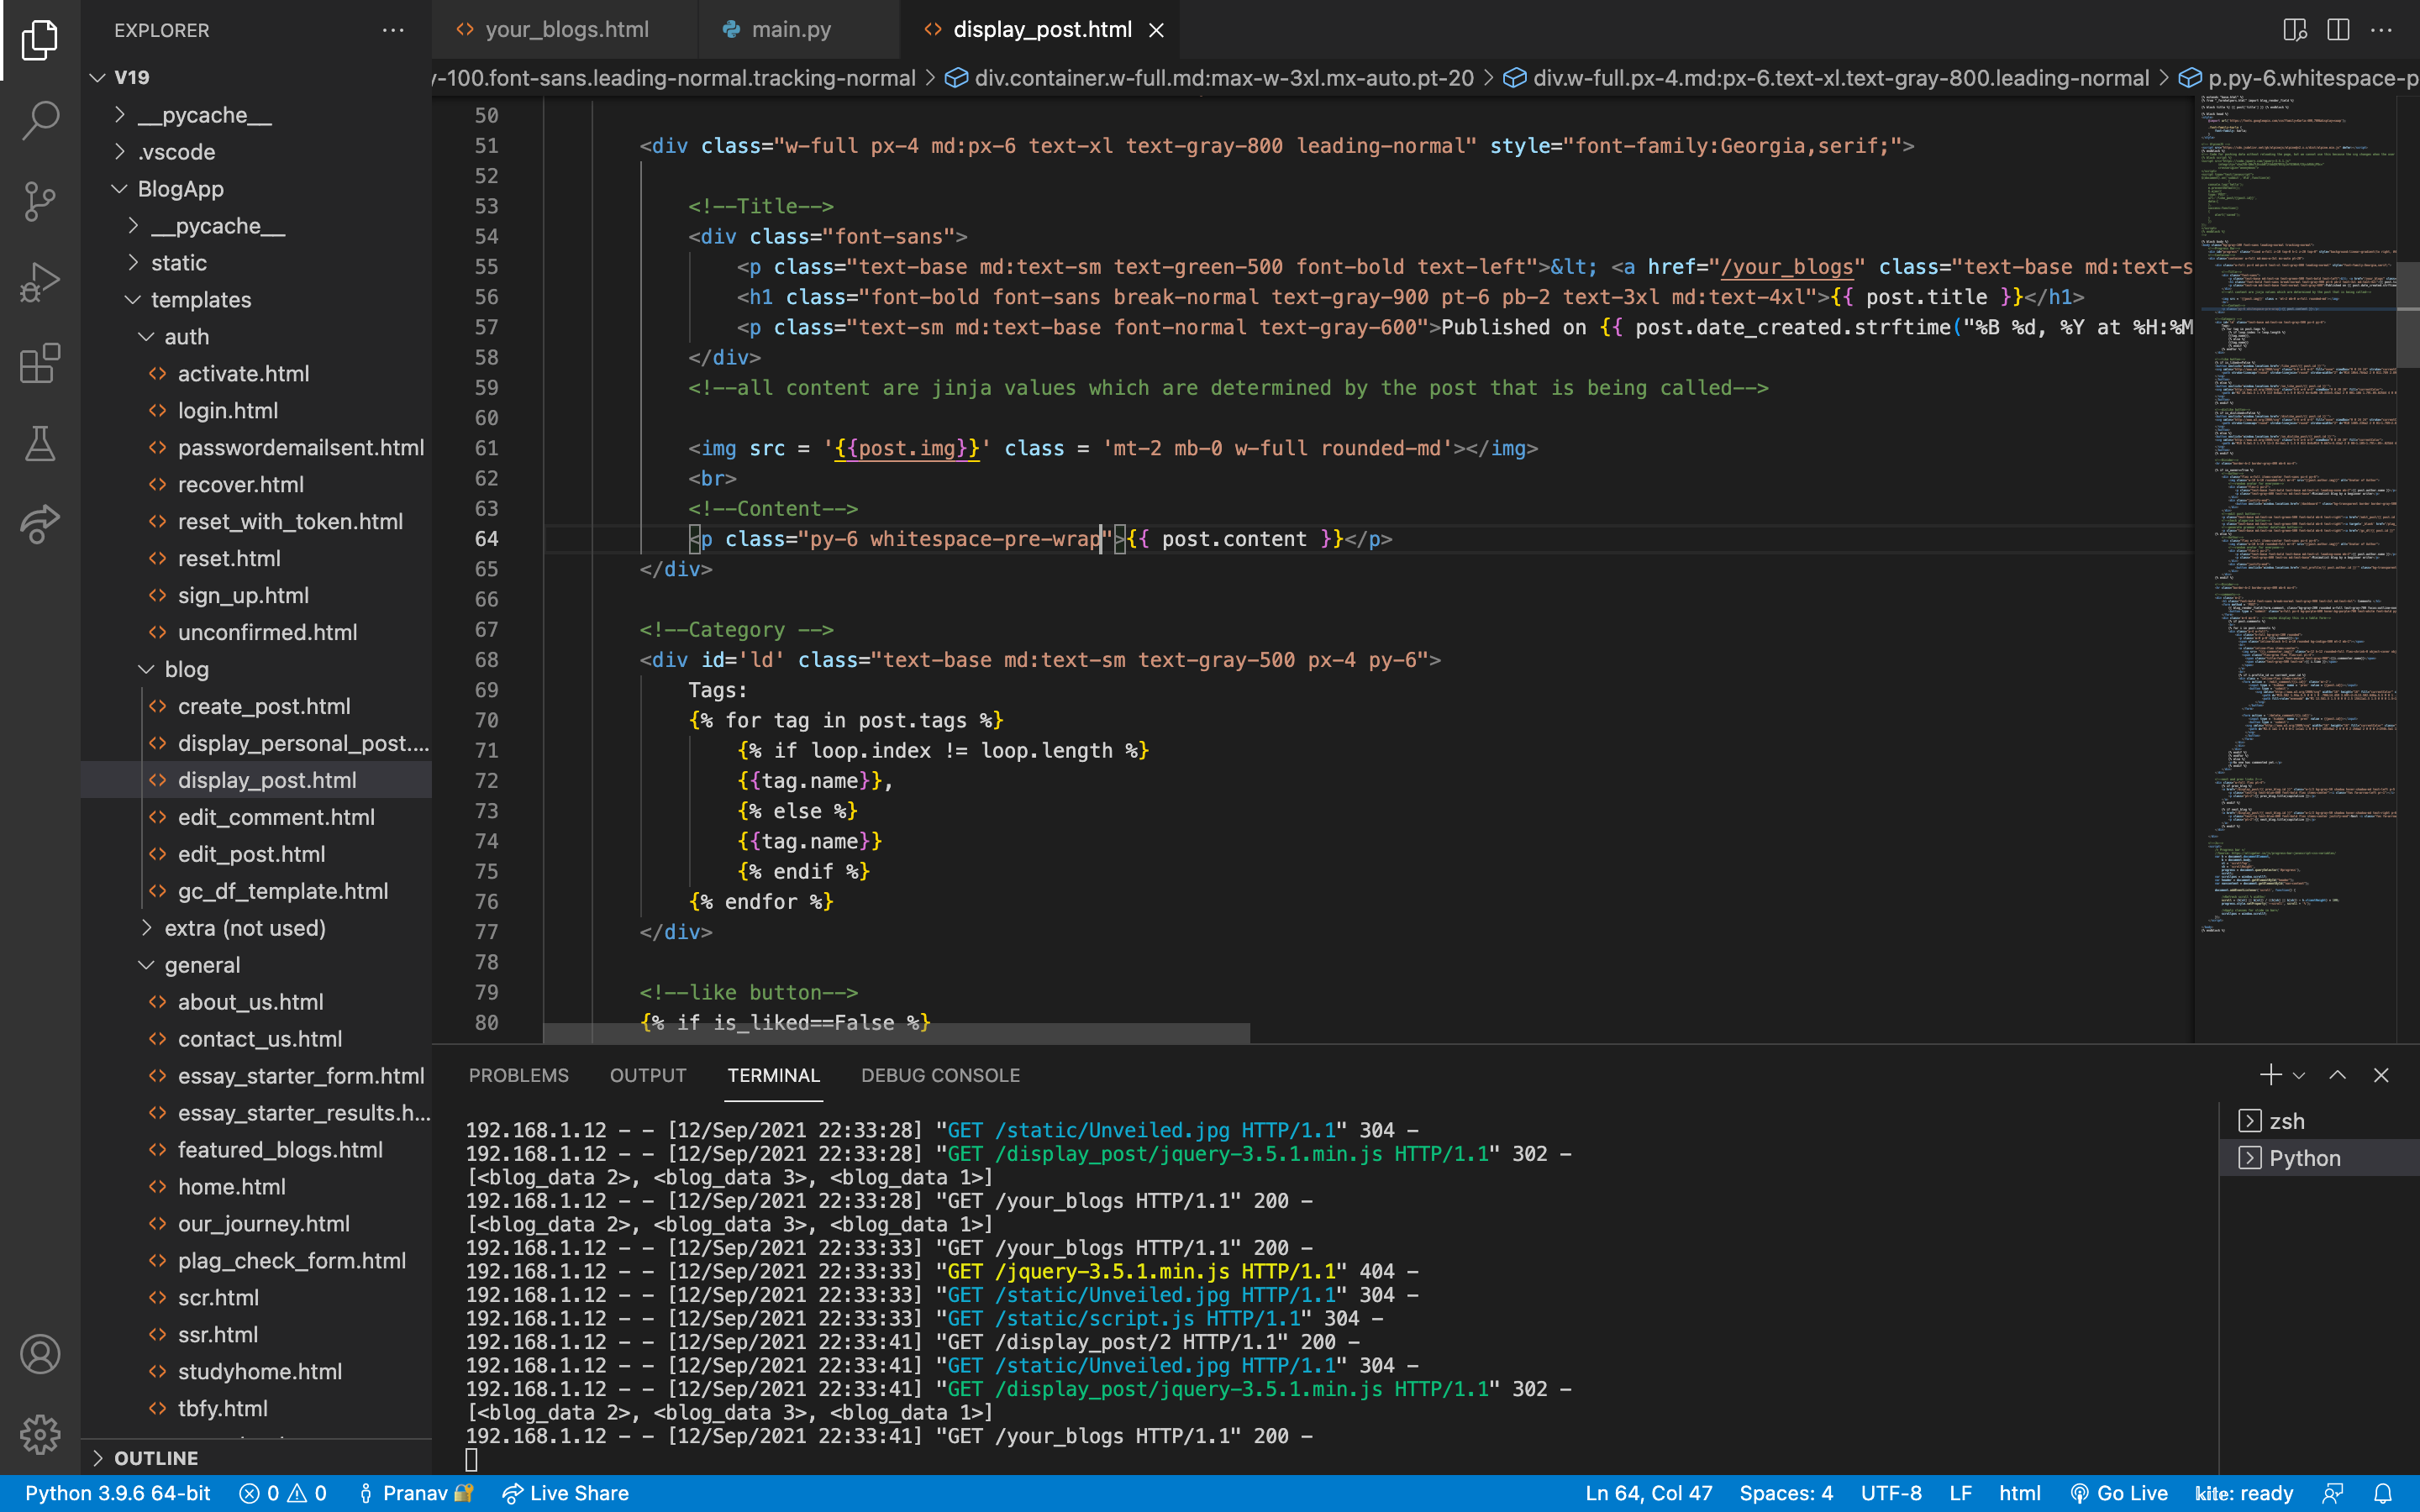 EXPLORER
V19
__pycache__
.vscode
BlogApp
__pycache__
static
templates
auth
activate.html
login.html
passwordemailsent.html
recover.html
reset_with_token.html
reset.html
sign_up.html
unconfirmed.html
blog
create_post.html
display_personal_post....
display_post.html
edit_comment.html
edit_post.html
gc_df_template.html
extra (not used)
general
about_us.html
contact_us.html
essay_starter_form.html
essay_starter_results.h...
featured_blogs.html
home.html
our_journey.html
plag_check_form.html
scr.html
ssr.html
studyhome.html
tbfy.html
OUTLINE
your_blogs.html
main.py
display_post.html
y-100.font-sans.leading-normal.tracking-normal > div.container.w-full.md:max-w-3xl.mx-auto.pt-20 > div.w-full.px-4.md:px-6.text-xl.text-gray-800.leading-normal > p.py-6.whitespace-p
50
51 <div class="w-full px-4 md:px-6 text-xl text-gray-800 leading-normal" style="font-family:Georgia,serif;">
52
53 <!--Title-->
54 <div class="font-sans">
55 <p class="text-base md:text-sm text-green-500 font-bold text-left">&lt; <a href="/your_blogs" class="text-base md:text-s
56 <h1 class="font-bold font-sans break-normal text-gray-900 pt-6 pb-2 text-3xl md:text-4xl">{{ post.title }}</h1>
57 <p class="text-sm md:text-base font-normal text-gray-600">Published on {{ post.date_created.strftime("%B %d, %Y at %H:%M
58 </div>
59 <!--all content are jinja values which are determined by the post that is being called-->
60
61 <img src = '{{post.img}}' class = 'mt-2 mb-0 w-full rounded-md'></img>
62 <br>
63 <!--Content-->
64 <p class="py-6 whitespace-pre-wrap">{{ post.content }}</p>
65 </div>
66
67 <!--Category -->
68 <div id='ld' class="text-base md:text-sm text-gray-500 px-4 py-6">
69 Tags:
70 {% for tag in post.tags %}
71 {% if loop.index != loop.length %}
72 {{tag.name}},
73 {% else %}
74 {{tag.name}}
75 {% endif %}
76 {% endfor %}
77 </div>
78
79 <!--like button-->
80 {% if is_liked==False %}
PROBLEMS OUTPUT TERMINAL DEBUG CONSOLE
192.168.1.12 - - [12/Sep/2021 22:33:28] "GET /static/Unveiled.jpg HTTP/1.1" 304 -
192.168.1.12 - - [12/Sep/2021 22:33:28] "GET /display_post/jquery-3.5.1.min.js HTTP/1.1" 302 -
[<blog_data 2>, <blog_data 3>, <blog_data 1>]
192.168.1.12 - - [12/Sep/2021 22:33:28] "GET /your_blogs HTTP/1.1" 200 -
[<blog_data 2>, <blog_data 3>, <blog_data 1>]
192.168.1.12 - - [12/Sep/2021 22:33:33] "GET /your_blogs HTTP/1.1" 200 -
192.168.1.12 - - [12/Sep/2021 22:33:33] "GET /jquery-3.5.1.min.js HTTP/1.1" 404 -
192.168.1.12 - - [12/Sep/2021 22:33:33] "GET /static/Unveiled.jpg HTTP/1.1" 304 -
192.168.1.12 - - [12/Sep/2021 22:33:33] "GET /static/script.js HTTP/1.1" 304 -
192.168.1.12 - - [12/Sep/2021 22:33:41] "GET /display_post/2 HTTP/1.1" 200 -
192.168.1.12 - - [12/Sep/2021 22:33:41] "GET /static/Unveiled.jpg HTTP/1.1" 304 -
192.168.1.12 - - [12/Sep/2021 22:33:41] "GET /display_post/jquery-3.5.1.min.js HTTP/1.1" 302 -
[<blog_data 2>, <blog_data 3>, <blog_data 1>]
192.168.1.12 - - [12/Sep/2021 22:33:41] "GET /your_blogs HTTP/1.1" 200 -
zsh
Python
Python 3.9.6 64-bit 0 0 Pranav Live Share Ln 64, Col 47 Spaces: 4 UTF-8 LF html Go Live kite: ready